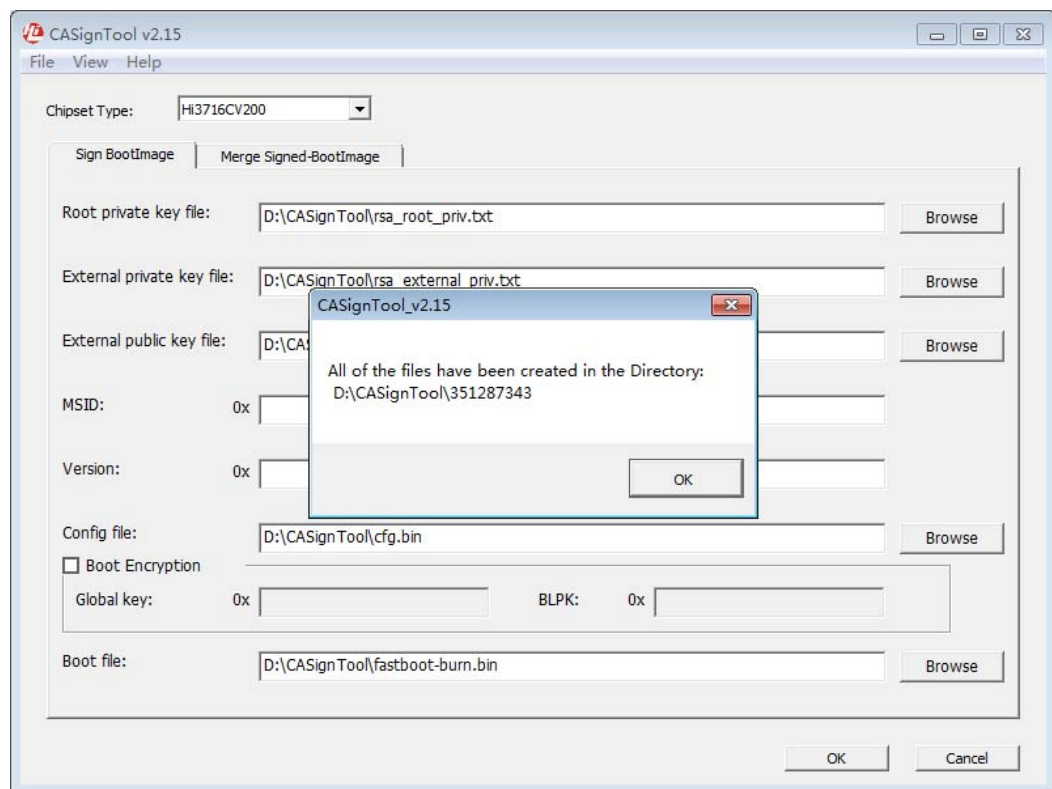 CASignTool v2.15
File View Help
Chipset Type: Hi3716CV200
Sign BootImage Merge Signed-BootImage
Root private key file: D:\CASignTool\rsa_root_priv.txt Browse
External private key file: D:\CASignTool\rsa_external_priv.txt Browse
CASignTool_v2.15
External public key file: D:\CA Browse
All of the files have been created in the Directory:
D:\CASignTool\351287343
MSID: 0x
Version: 0x
OK
Config file: D:\CASignTool\cfg.bin Browse
Boot Encryption
Global key: 0x BLPK: 0x
Boot file: D:\CASignTool\fastboot-burn.bin Browse
OK Cancel